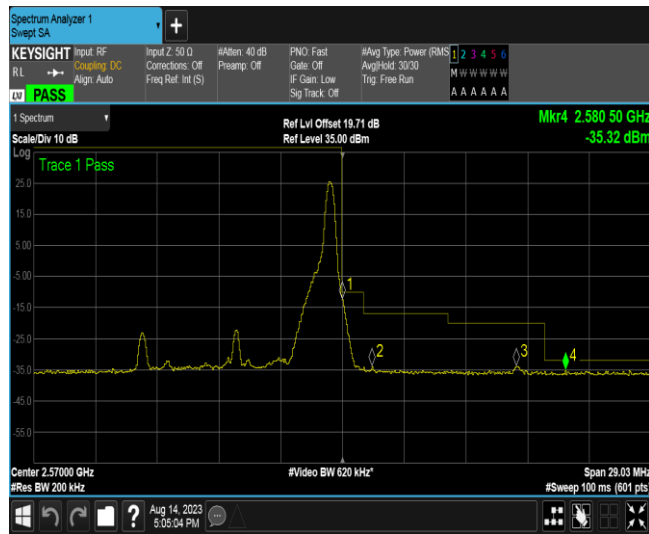 Spectrum Analyzer 1
Swept SA
+
KEYSIGHT
RL
LXI PASS
Input: RF
Coupling: DC
Align: Auto
Input Z: 50 Ω
Corrections: Off
Freq Ref: Int (S)
#Atten: 40 dB
Preamp: Off
PNO: Fast
Gate: Off
IF Gain: Low
Sig Track: Off
#Avg Type: Power (RMS
Avg|Hold: 30/30
Trig: Free Run
1 2 3 4 5 6
M W W W W W
A A A A A A
1 Spectrum
Scale/Div 10 dB
Log
Ref Lvl Offset 19.71 dB
Ref Level 35.00 dBm
Mkr4 2.580 50 GHz
-35.32 dBm
Trace 1 Pass
25.0
15.0
5.00
-5.00
-15.0
-25.0
-35.0
-45.0
-55.0
1
2
3
4
Center 2.57000 GHz
#Res BW 200 kHz
#Video BW 620 kHz*
Span 29.03 MHz
#Sweep 100 ms (601 pts)
?
Aug 14, 2023
5:05:04 PM